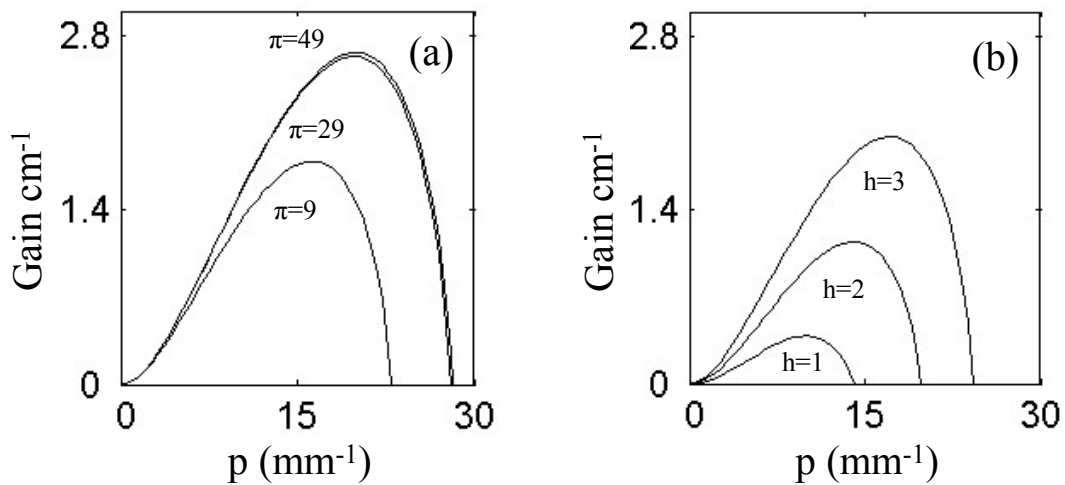 2.8
π=49
(a)
π=29
1.4
π=9
0
0
15
30
Gain cm⁻¹
p (mm⁻¹)
2.8
(b)
h=3
1.4
h=2
h=1
0
0
15
30
Gain cm⁻¹
p (mm⁻¹)